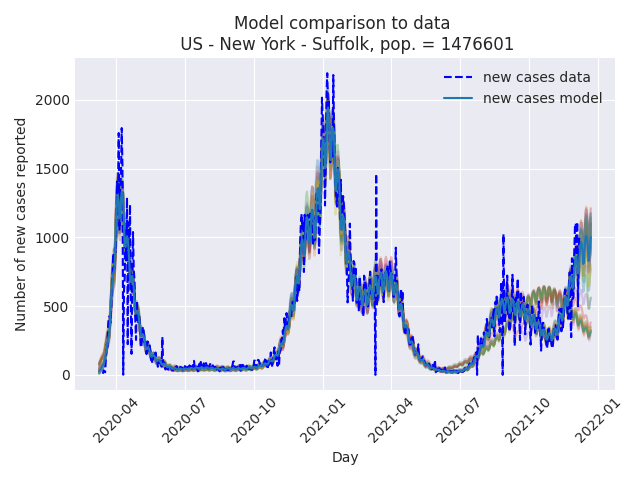 Model comparison to data
US - New York - Suffolk, pop. = 1476601
new cases data
new cases model
Number of new cases reported
2000
1500
1000
500
0
2020-04
2020-07
2020-10
2021-01
2021-04
2021-07
2021-10
2022-01
Day